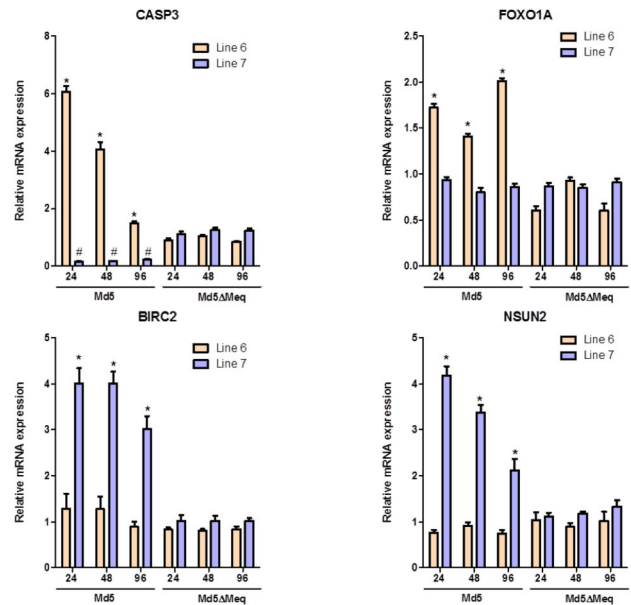 CASP3
Relative mRNA expression
8
6
4
2
0
Line 6
Line 7
*
*
*
#
#
#
24
48
96
24
48
96
Md5
Md5ΔMeq
FOXO1A
Relative mRNA expression
2.5
2.0
1.5
1.0
0.5
0.0
Line 6
Line 7
*
*
*
24
48
96
24
48
96
Md5
Md5ΔMeq
BIRC2
Relative mRNA expression
5
4
3
2
1
0
Line 6
Line 7
*
*
*
24
48
96
24
48
96
Md5
Md5ΔMeq
NSUN2
Relative mRNA expression
5
4
3
2
1
0
Line 6
Line 7
*
*
*
24
48
96
24
48
96
Md5
Md5ΔMeq